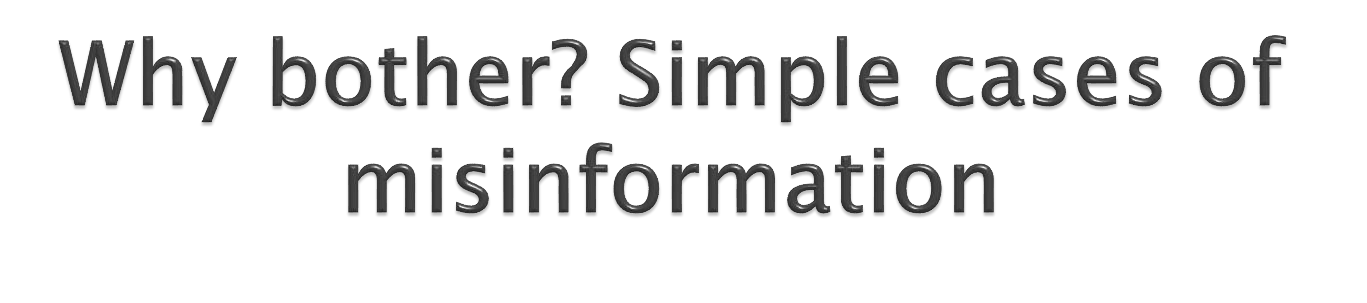 Why bother? Simple cases of
misinformation